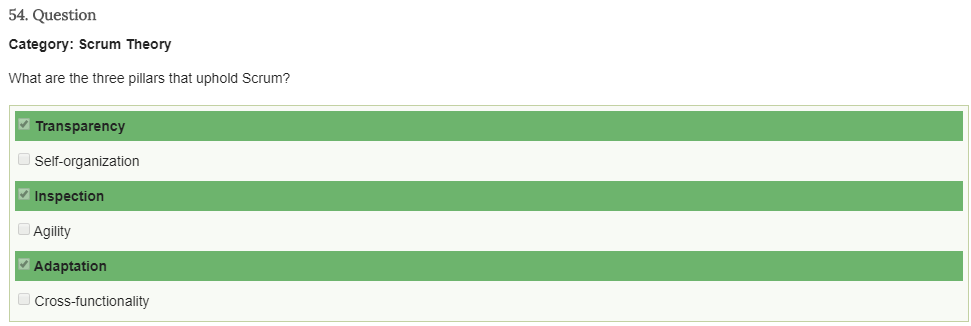 54. Question
Category: Scrum Theory
What are the three pillars that uphold Scrum?
Transparency
Self-organization
Inspection
Agility
Adaptation
Cross-functionality